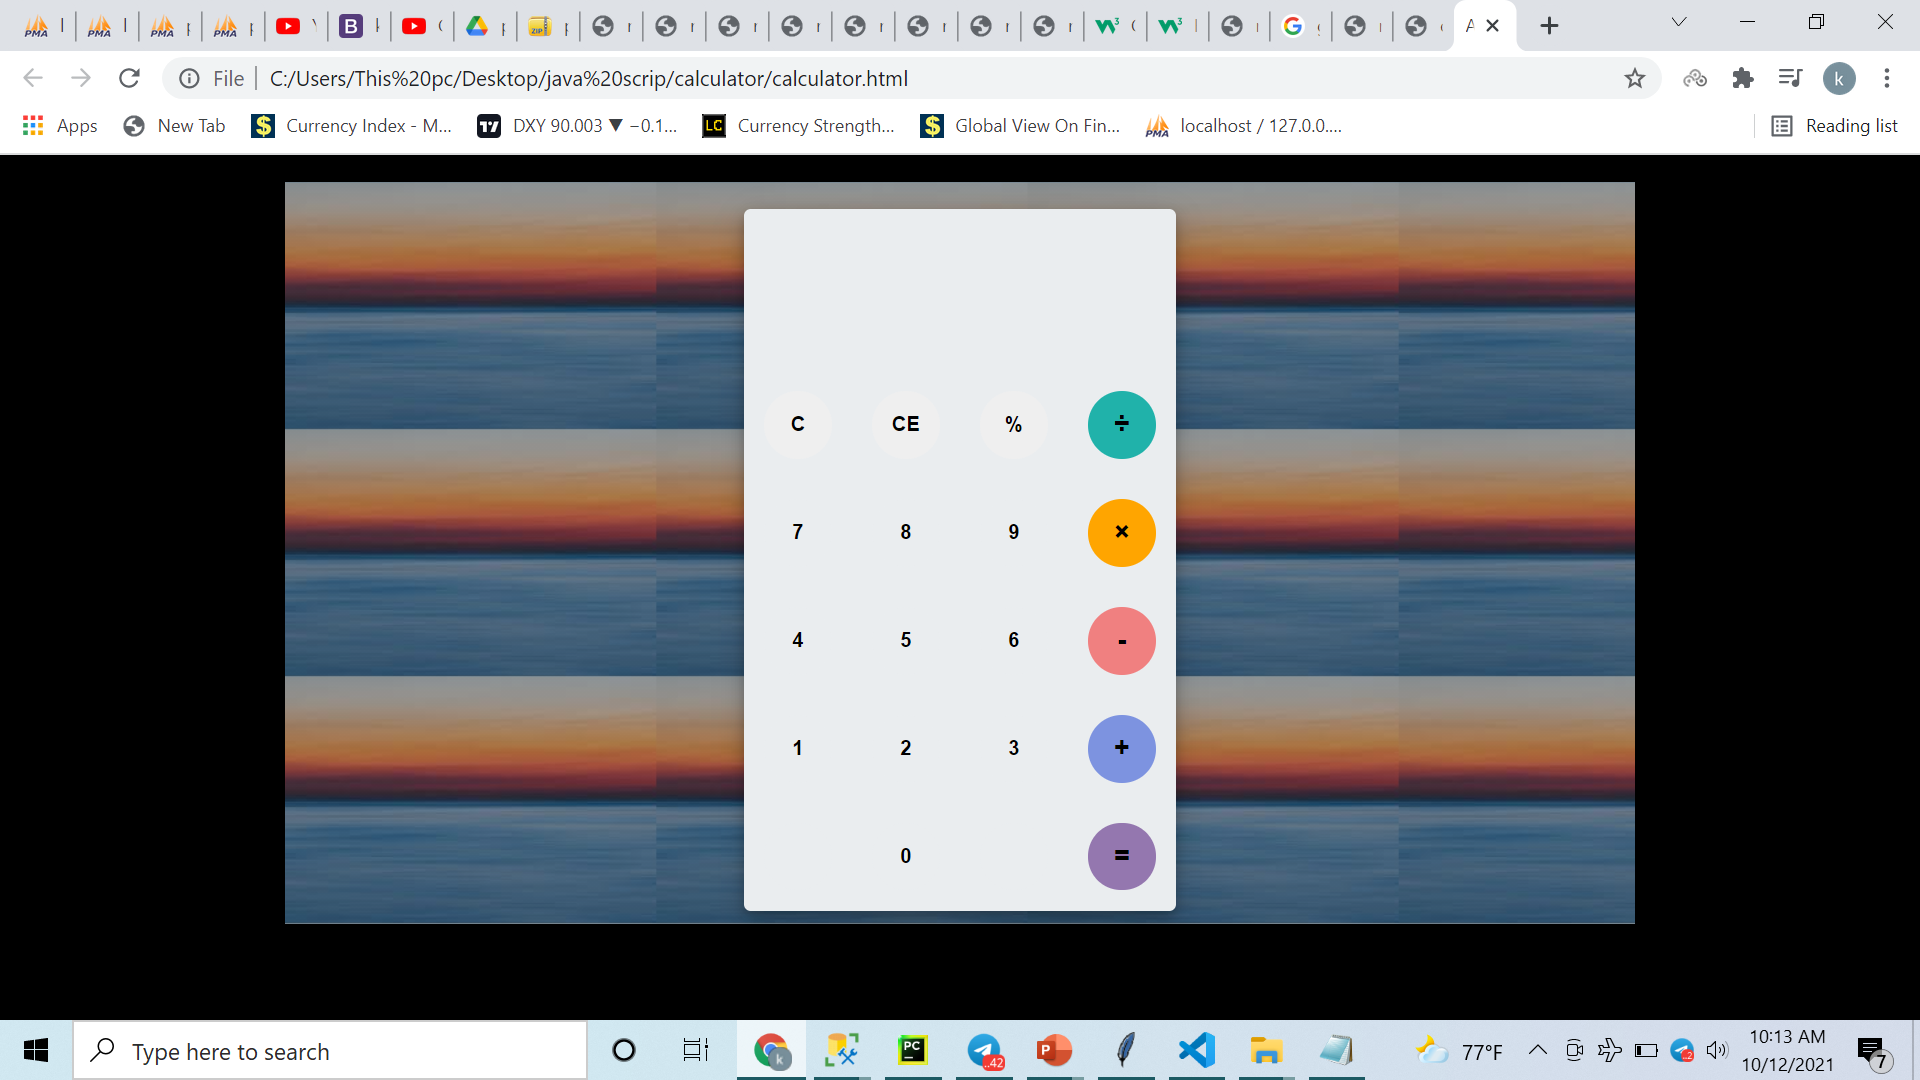 File C:/Users/This%20pc/Desktop/java%20scrip/calculator/calculator.html
Apps New Tab Currency Index - M... DXY 90.003 ▼ −0.1... Currency Strength... Global View On Fin... localhost / 127.0.0.... Reading list
C CE % ÷
7 8 9 ×
4 5 6 -
1 2 3 +
0 =
Type here to search
77°F
10:13 AM
10/12/2021
7